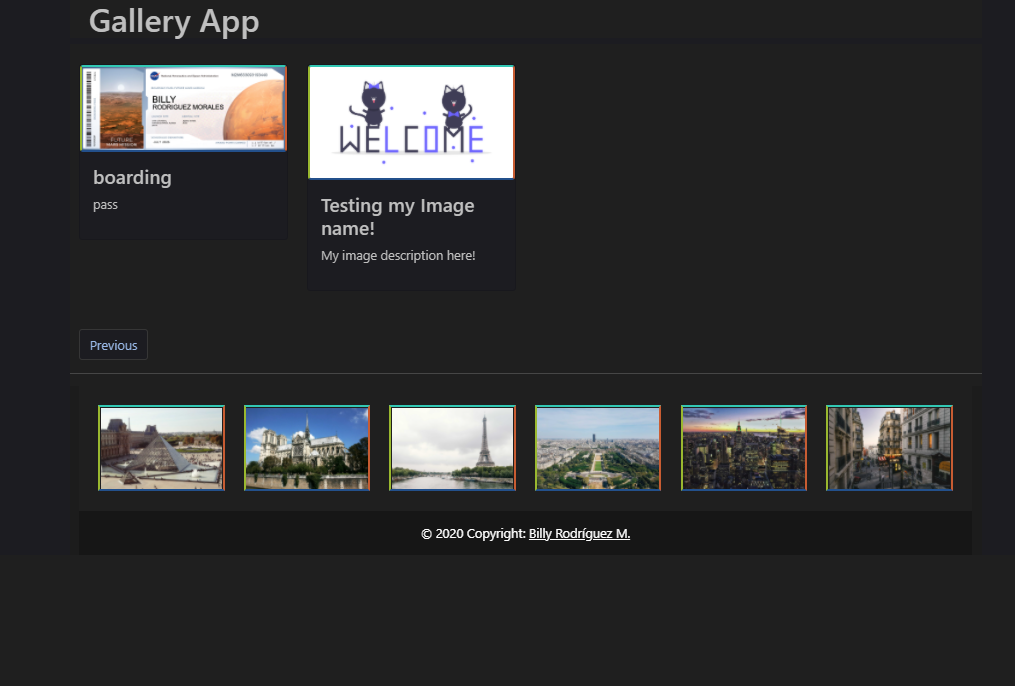 Gallery App
BILLY
RODRIGUEZ MORALES
FUTURE
WELCOME
boarding
pass
Testing my Image
name!
My image description here!
Previous
© 2020 Copyright: Billy Rodríguez M.